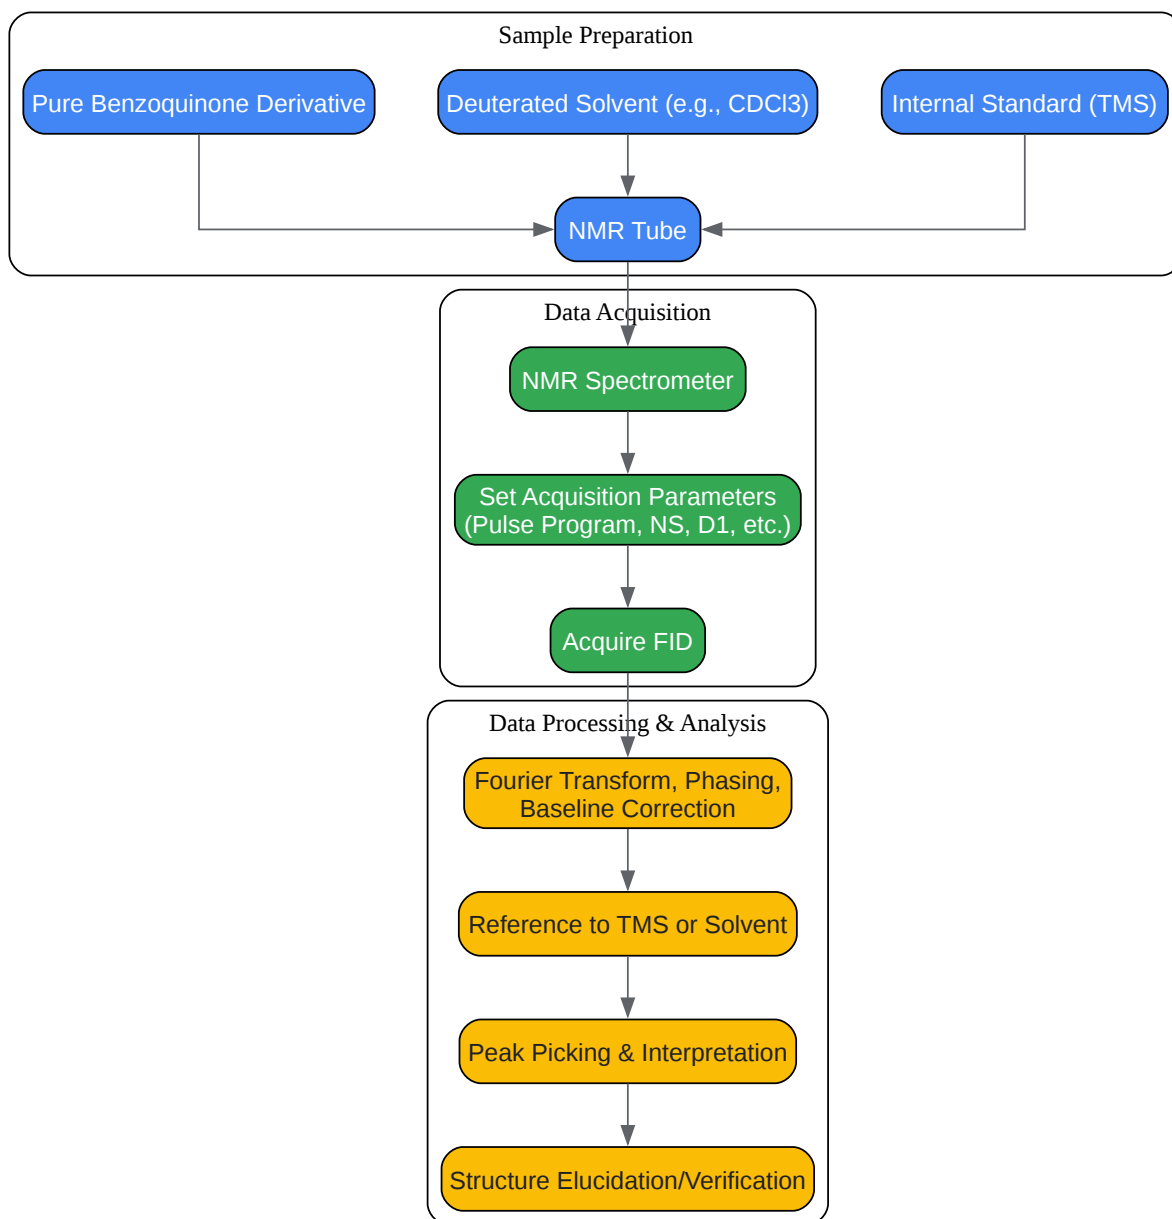 Sample Preparation
Pure Benzoquinone Derivative
Deuterated Solvent (e.g., CDCl3)
Internal Standard (TMS)
NMR Tube
Data Acquisition
NMR Spectrometer
Set Acquisition Parameters
(Pulse Program, NS, D1, etc.)
Acquire FID
Data Processing & Analysis
Fourier Transform, Phasing,
Baseline Correction
Reference to TMS or Solvent
Peak Picking & Interpretation
Structure Elucidation/Verification